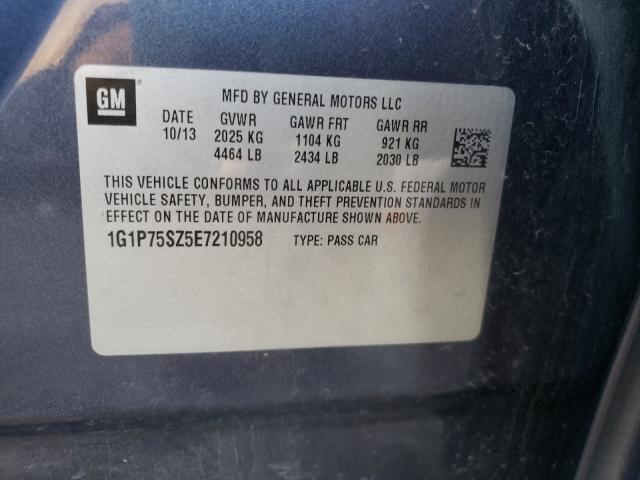 GM
MFD BY GENERAL MOTORS LLC
DATE GVWR GAWR FRT GAWR RR
10/13 2025 KG 1104 KG 921 KG
4464 LB 2434 LB 2030 LB
THIS VEHICLE CONFORMS TO ALL APPLICABLE U.S. FEDERAL MOTOR
VEHICLE SAFETY, BUMPER, AND THEFT PREVENTION STANDARDS IN
EFFECT ON THE DATE OF MANUFACTURE SHOWN ABOVE.
1G1P75SZ5E7210958 TYPE: PASS CAR